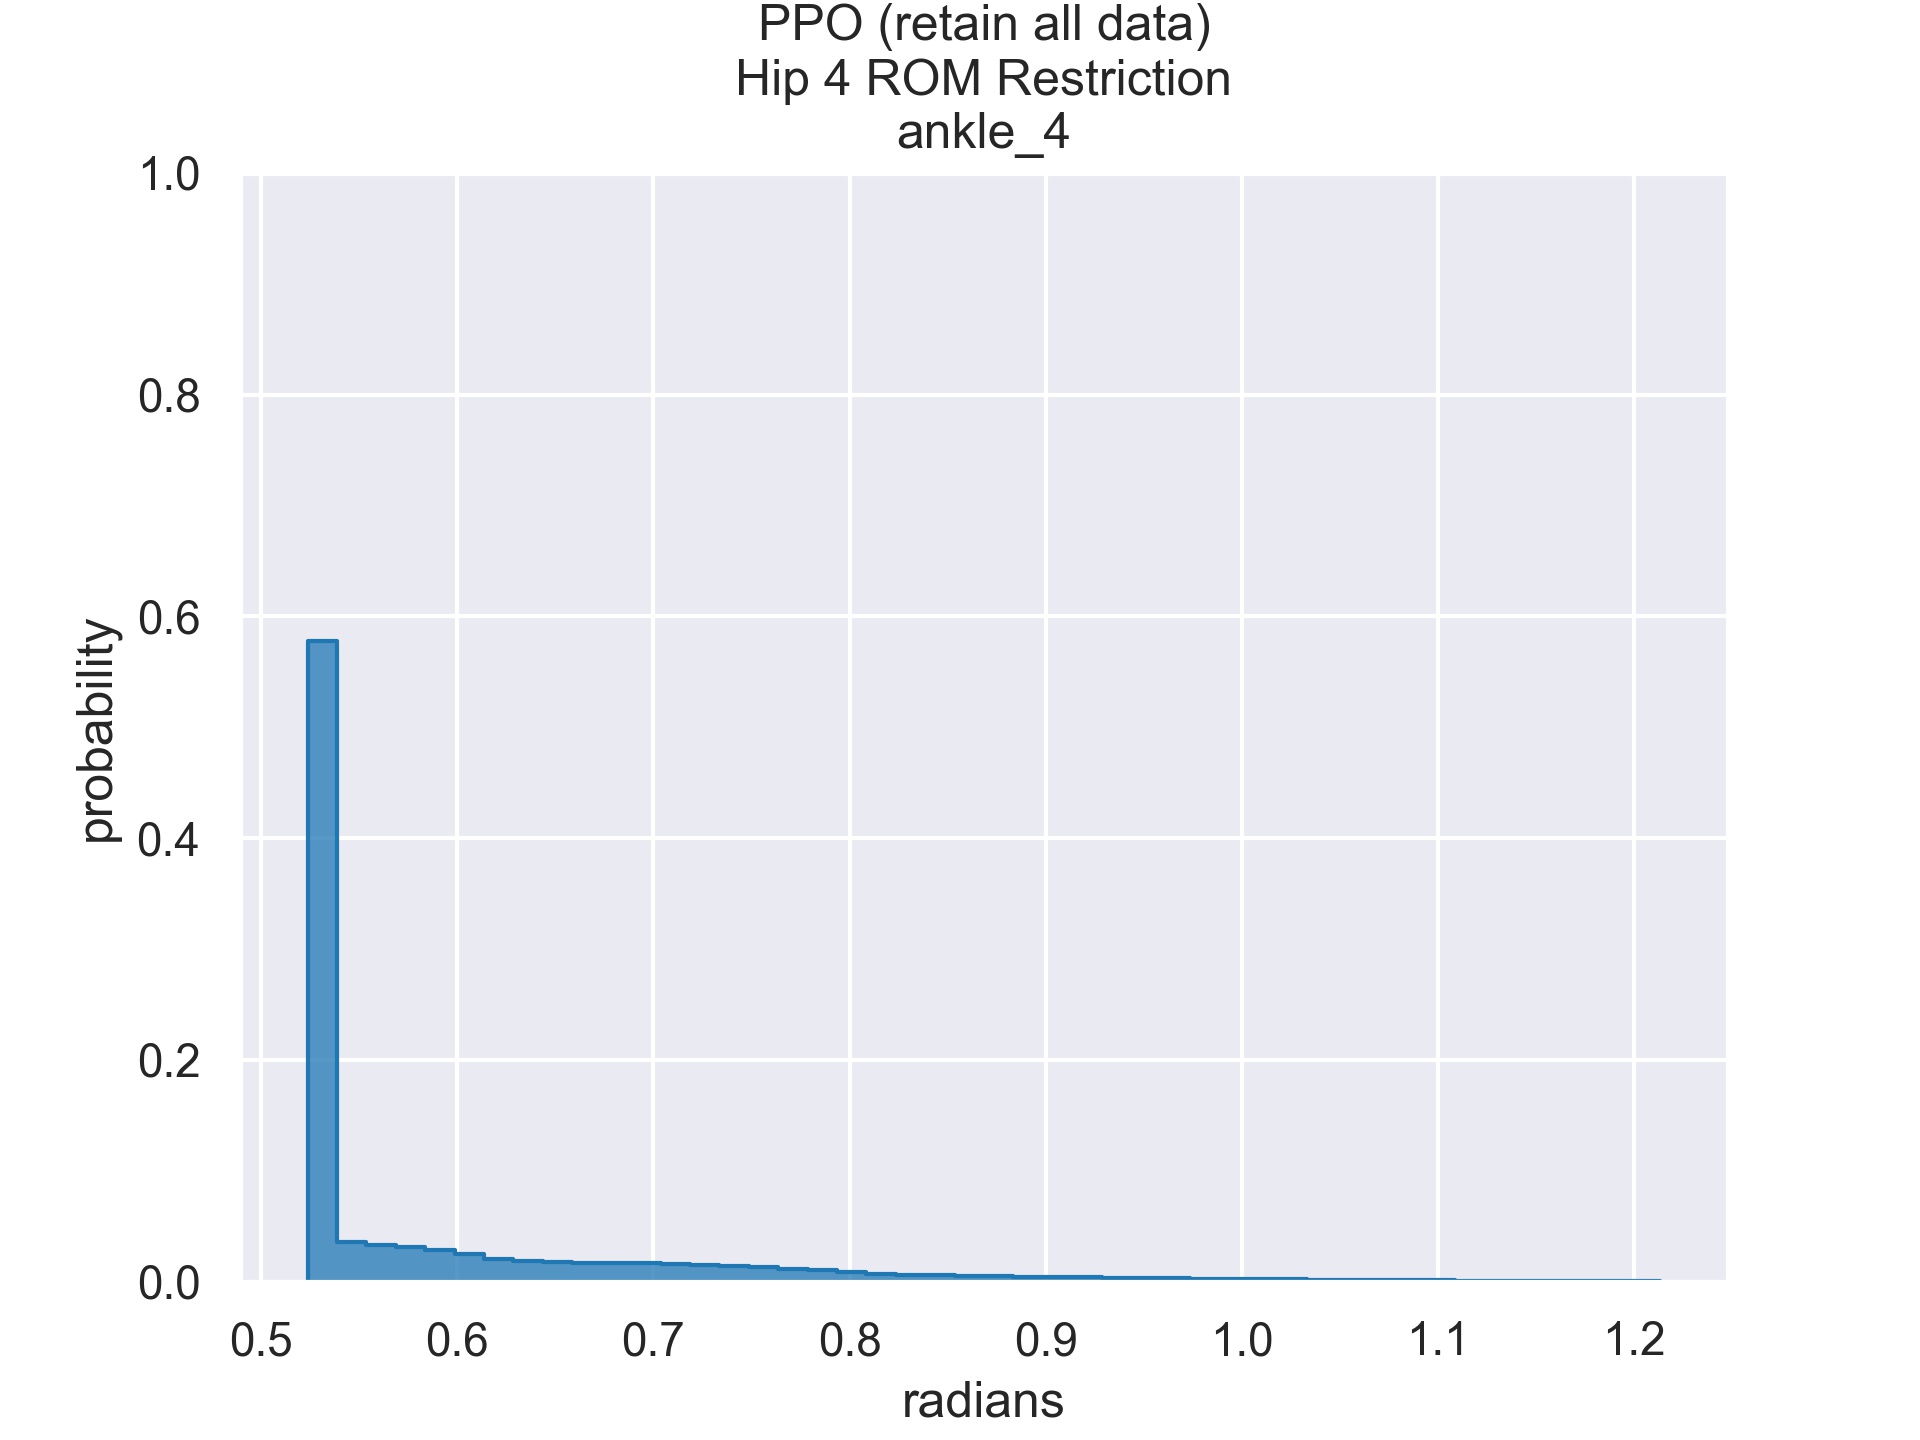 PPO (retain all data)
Hip 4 ROM Restriction
ankle_4
1.0
0.8
0.6
0.4
0.2
0.0
probability
0.5 0.6 0.7 0.8 0.9 1.0 1.1 1.2
radians